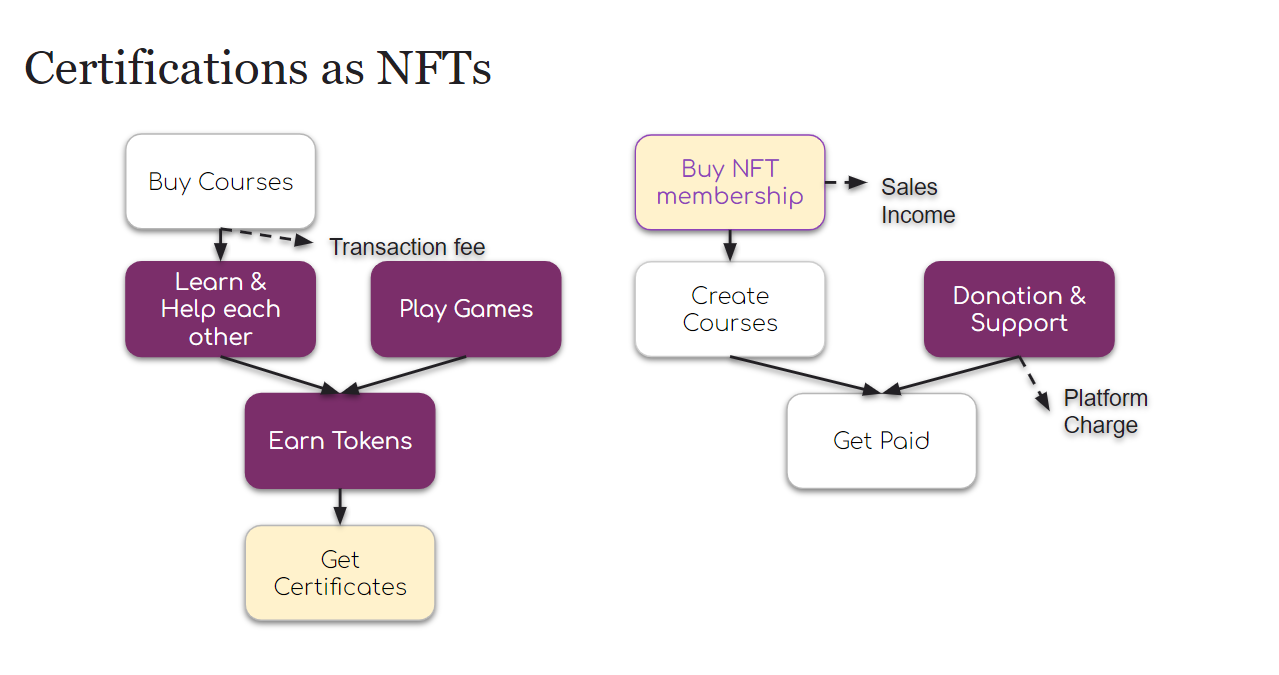 Certifications as NFTs
Buy Courses
Transaction fee
Learn &
Help each
other
Play Games
Earn Tokens
Get
Certificates
Buy NFT
membership
Sales
Income
Create
Courses
Donation &
Support
Platform
Charge
Get Paid